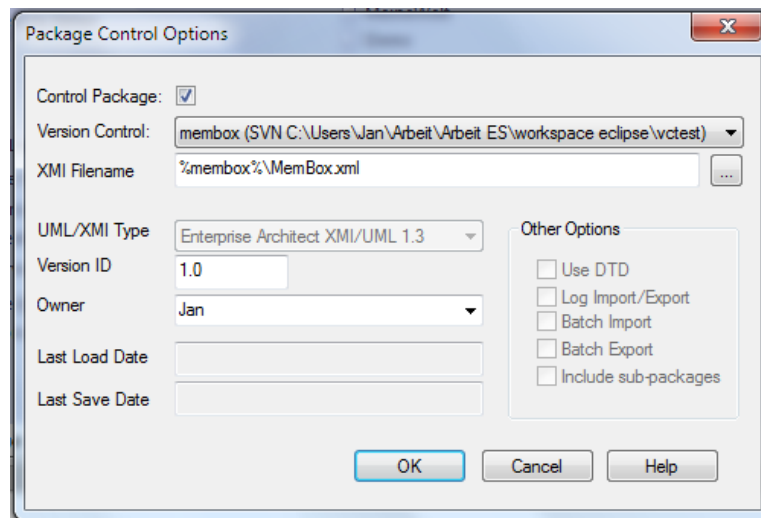 Package Control Options
Control Package:
Version Control: membox (SVN C:\Users\Jan\Arbeit\Arbeit ES\workspace eclipse\vctest)
XMI Filename %membox%\MemBox.xml ...
UML/XMI Type Enterprise Architect XMI/UML 1.3
Other Options
Version ID 1.0
Use DTD
Log Import/Export
Owner Jan
Batch Import
Batch Export
Last Load Date
Include sub-packages
Last Save Date
OK Cancel Help